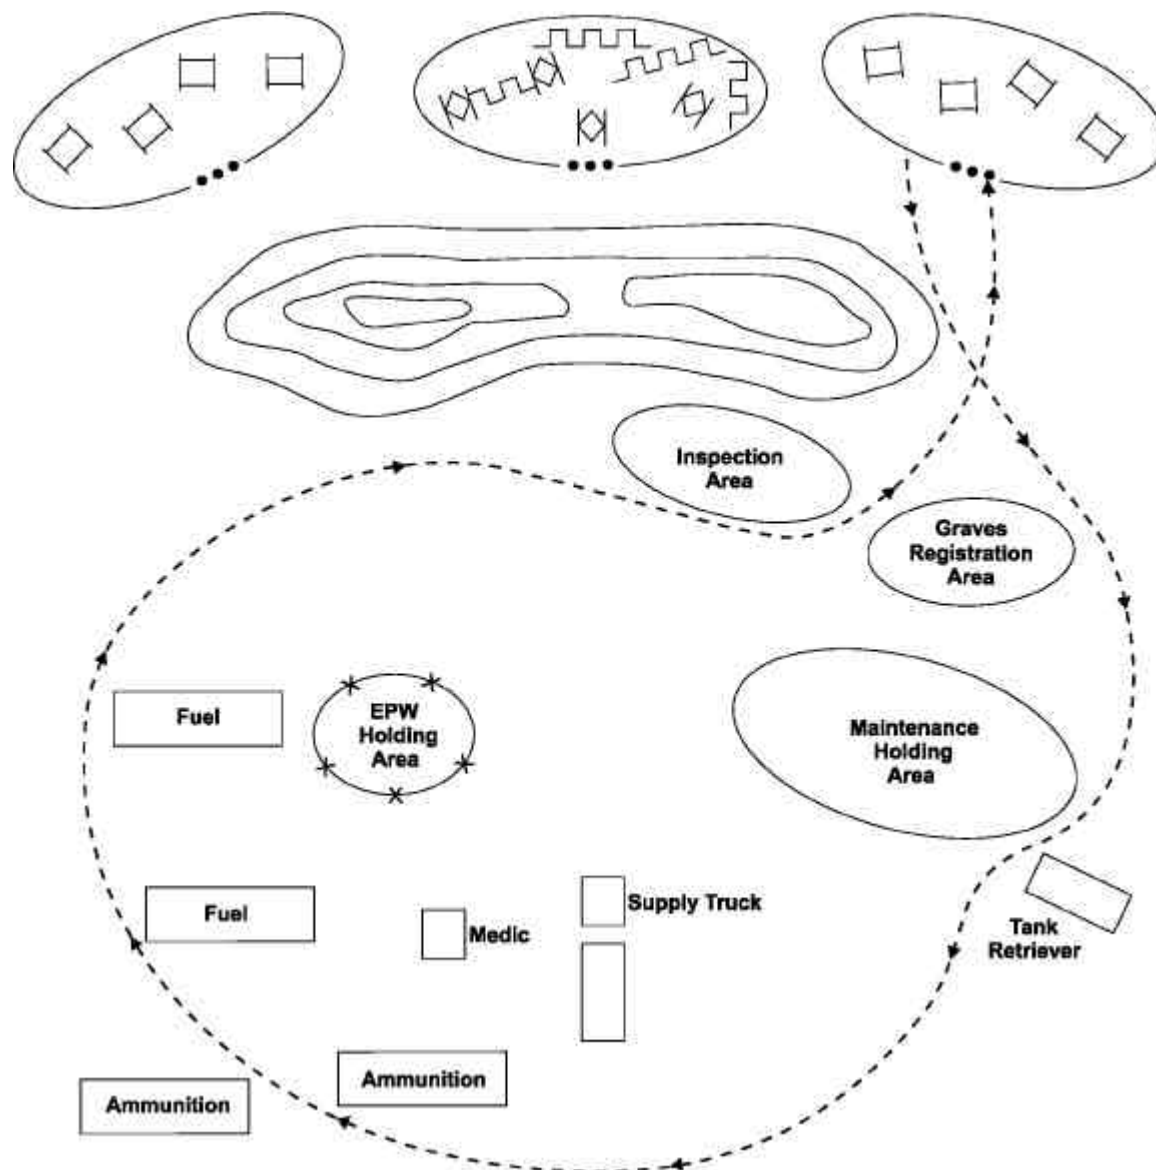 Inspection
Area
Graves
Registration
Area
Fuel
EPW
Holding
Area
Maintenance
Holding
Area
Fuel
Medic
Supply Truck
Tank
Retriever
Ammunition
Ammunition